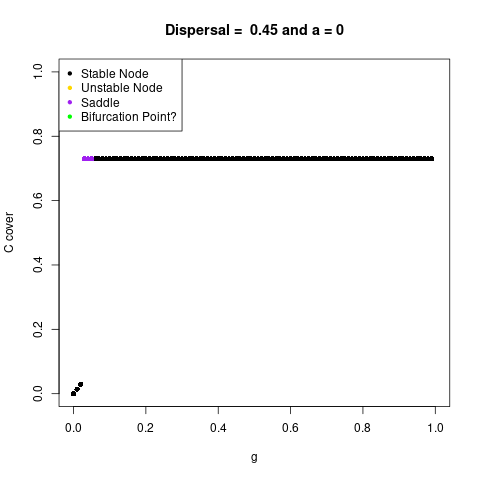 Dispersal =  0.45 and a = 0
Stable Node
Unstable Node
Saddle
Bifurcation Point?
C cover
1.0
0.8
0.6
0.4
0.2
0.0
0.0 0.2 0.4 0.6 0.8 1.0
g